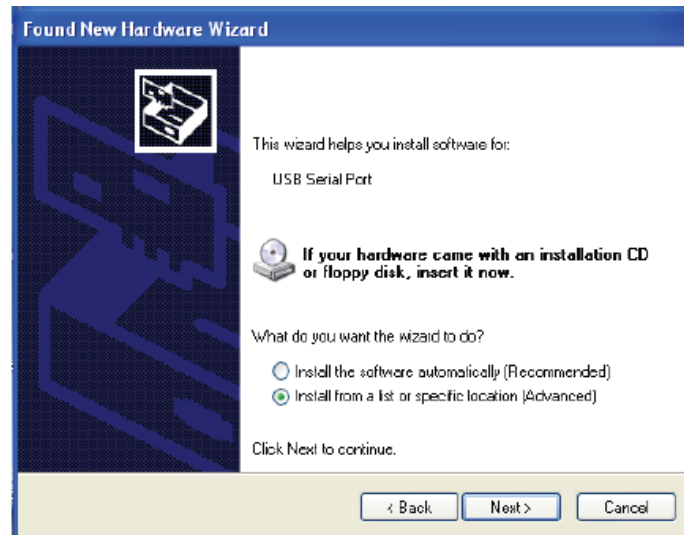 Found New Hardware Wizard
This wizard helps you install software for:
USB Serial Port
If your hardware came with an installation CD
or floppy disk, insert it now.
What do you want the wizard to do?
Install the software automatically (Recommended)
Install from a list or specific location (Advanced)
Click Next to continue.
< Back Next > Cancel